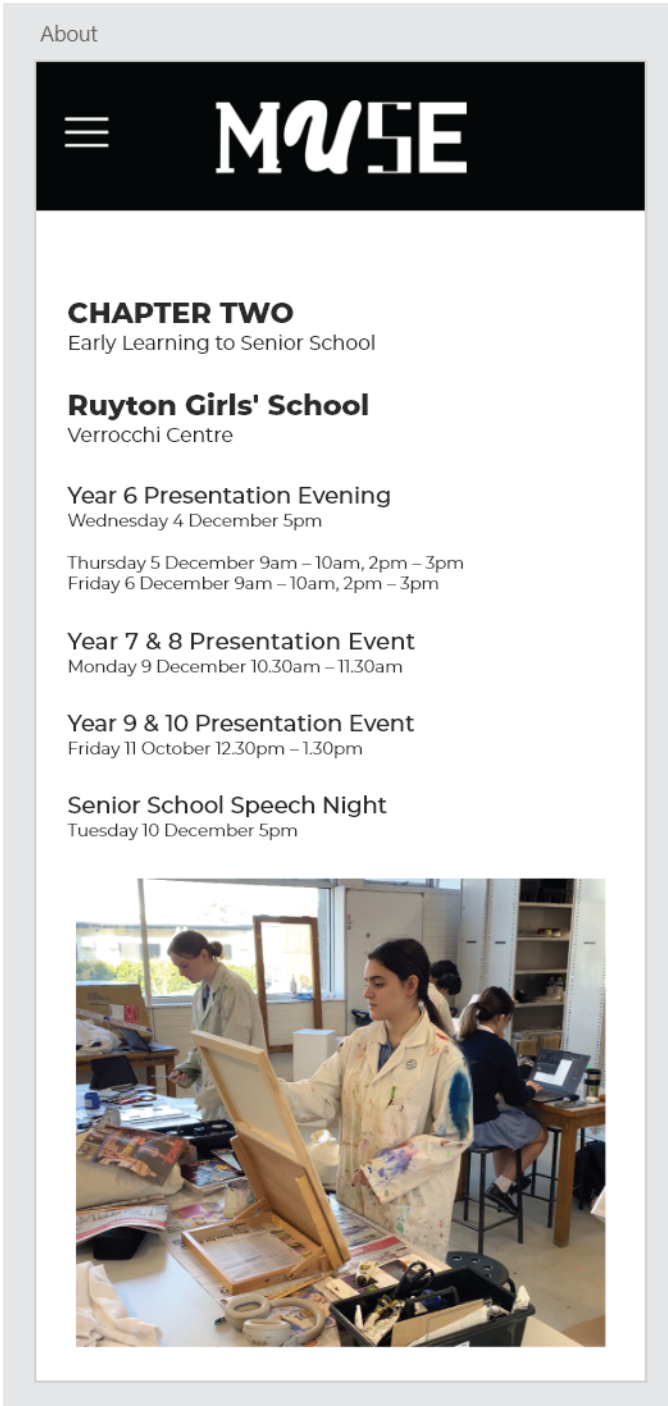 About
MUSE
CHAPTER TWO
Early Learning to Senior School
Ruyton Girls' School
Verrocchi Centre
Year 6 Presentation Evening
Wednesday 4 December 5pm
Thursday 5 December 9am – 10am, 2pm – 3pm
Friday 6 December 9am – 10am, 2pm – 3pm
Year 7 & 8 Presentation Event
Monday 9 December 10.30am – 11.30am
Year 9 & 10 Presentation Event
Friday 11 October 12.30pm – 1.30pm
Senior School Speech Night
Tuesday 10 December 5pm